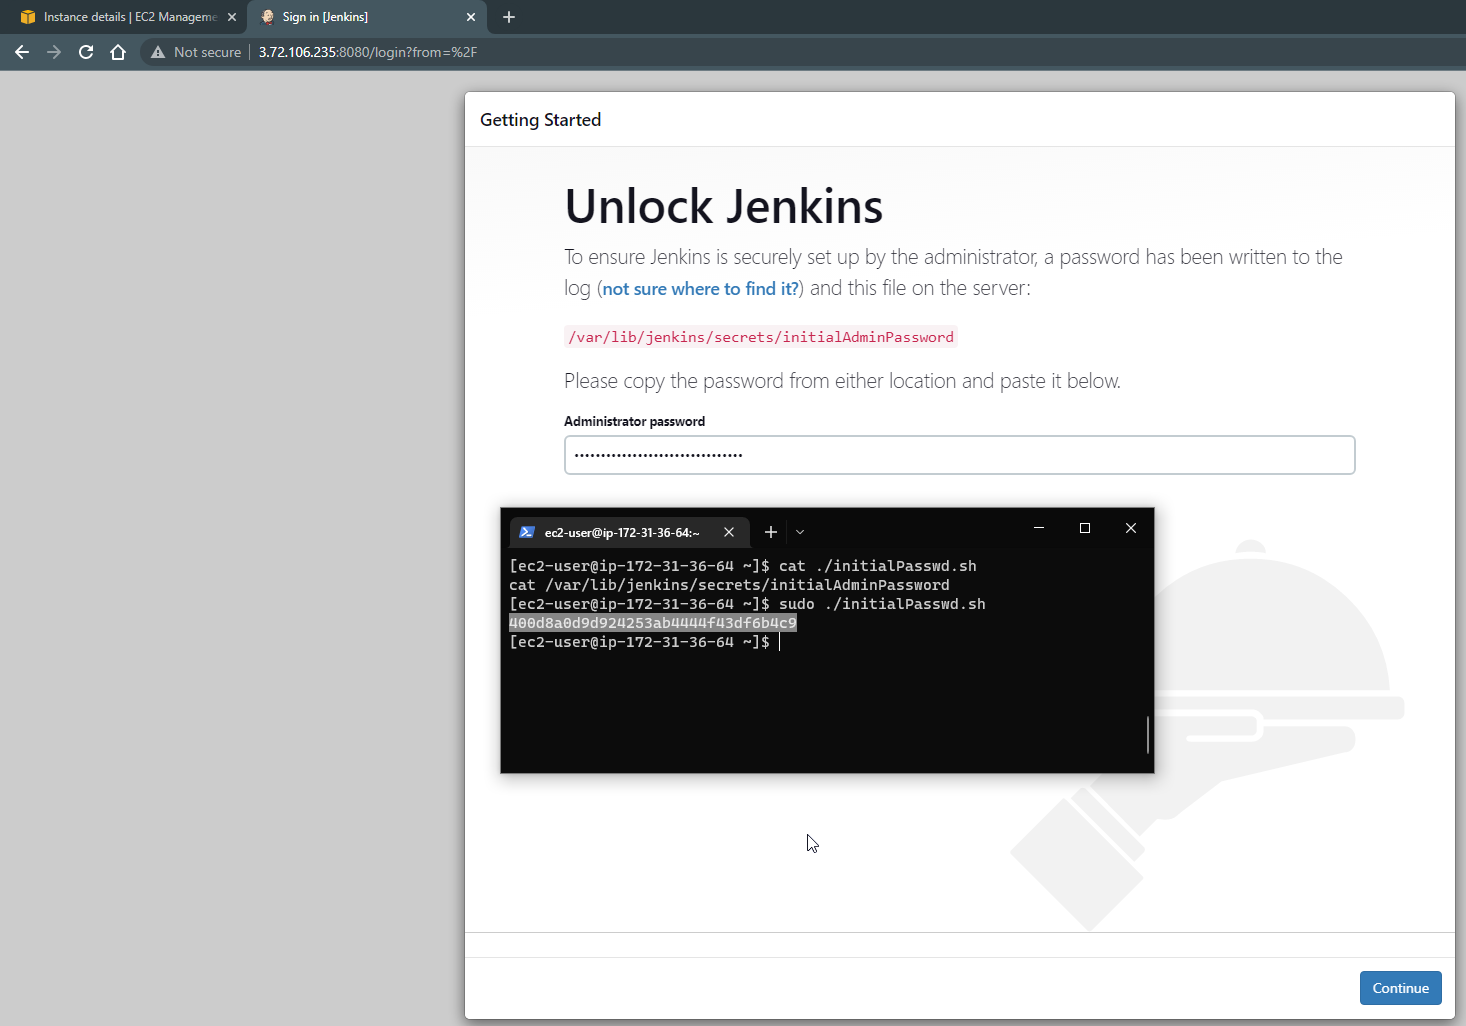 Instance details | EC2 Manageme
Sign in [Jenkins]
Not secure
3.72.106.235:8080/login?from=%2F
Getting Started
Unlock Jenkins
To ensure Jenkins is securely set up by the administrator, a password has been written to the
log (not sure where to find it?) and this file on the server:
/var/lib/jenkins/secrets/initialAdminPassword
Please copy the password from either location and paste it below.
Administrator password
ec2-user@ip-172-31-36-64:~
[ec2-user@ip-172-31-36-64 ~]$ cat ./initialPasswd.sh
cat /var/lib/jenkins/secrets/initialAdminPassword
[ec2-user@ip-172-31-36-64 ~]$ sudo ./initialPasswd.sh
400d8a0d9d924253ab4444f43df6b4c9
[ec2-user@ip-172-31-36-64 ~]$
Continue